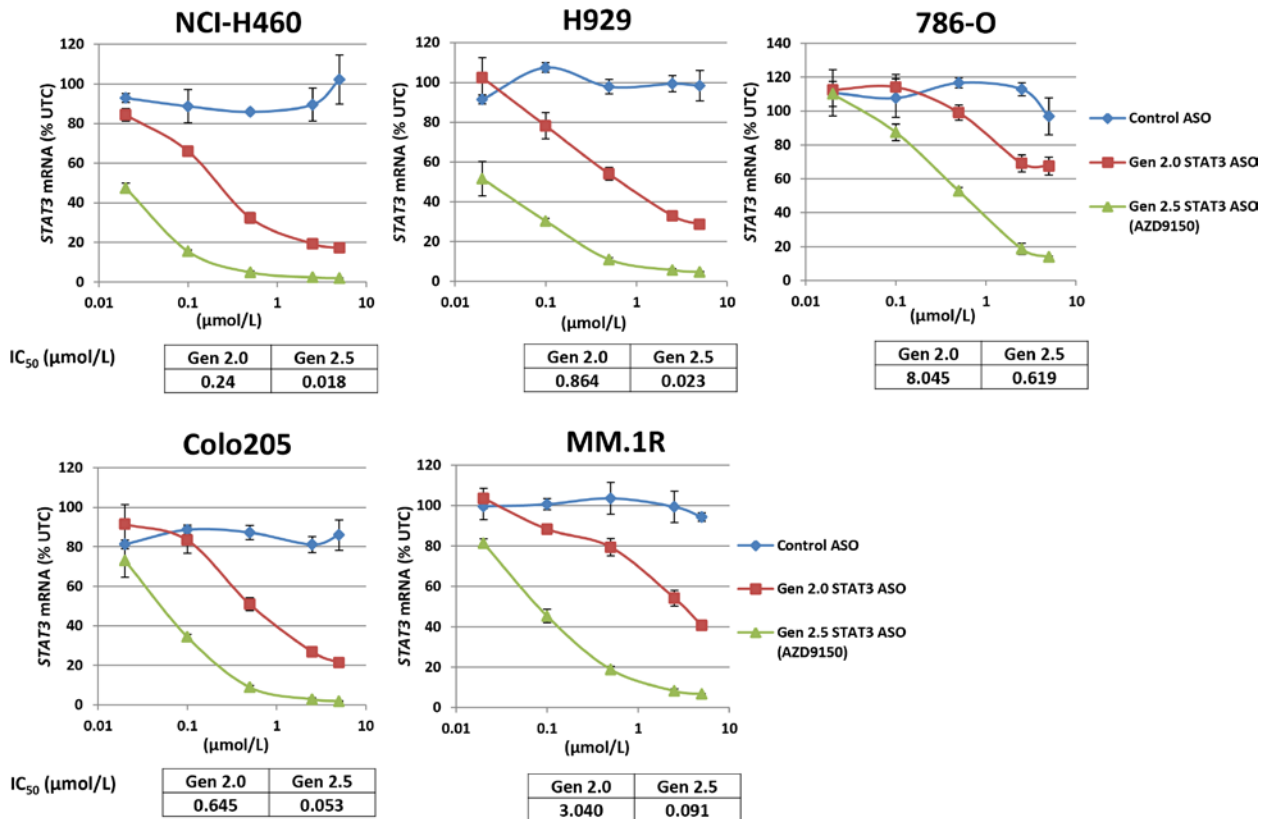 NCI-H460
H929
786-O
STAT3 mRNA (% UTC)
120
100
80
60
40
20
0
0.01 0.1 1 10
(µmol/L)
STAT3 mRNA (% UTC)
120
100
80
60
40
20
0
0.01 0.1 1 10
(µmol/L)
STAT3 mRNA (% UTC)
140
120
100
80
60
40
20
0
0.01 0.1 1 10
(µmol/L)
Control ASO
Gen 2.0 STAT3 ASO
Gen 2.5 STAT3 ASO
(AZD9150)
IC50 (µmol/L)
Gen 2.0 Gen 2.5
0.24 0.018
Gen 2.0 Gen 2.5
0.864 0.023
Gen 2.0 Gen 2.5
8.045 0.619
Colo205
MM.1R
STAT3 mRNA (% UTC)
120
100
80
60
40
20
0
0.01 0.1 1 10
(µmol/L)
STAT3 mRNA (% UTC)
120
100
80
60
40
20
0
0.01 0.1 1 10
(µmol/L)
Control ASO
Gen 2.0 STAT3 ASO
Gen 2.5 STAT3 ASO
(AZD9150)
IC50 (µmol/L)
Gen 2.0 Gen 2.5
0.645 0.053
Gen 2.0 Gen 2.5
3.040 0.091